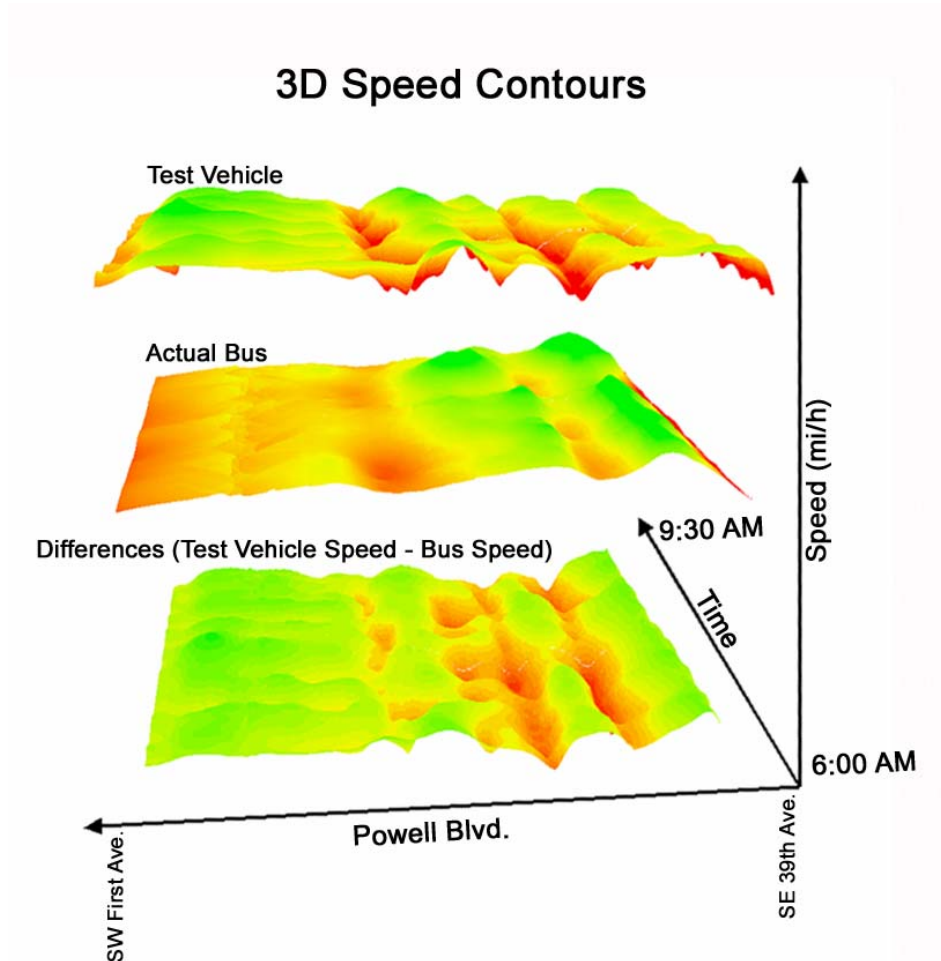 3D Speed Contours
Test Vehicle
Actual Bus
Speed (mi/h)
9:30 AM
Differences (Test Vehicle Speed - Bus Speed)
Time
6:00 AM
Powell Blvd.
SW First Ave.
SE 39th Ave.